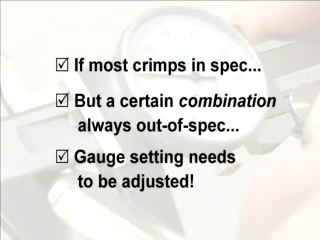 ☑ If most crimps in spec...
☑ But a certain combination
always out-of-spec...
☑ Gauge setting needs
to be adjusted!